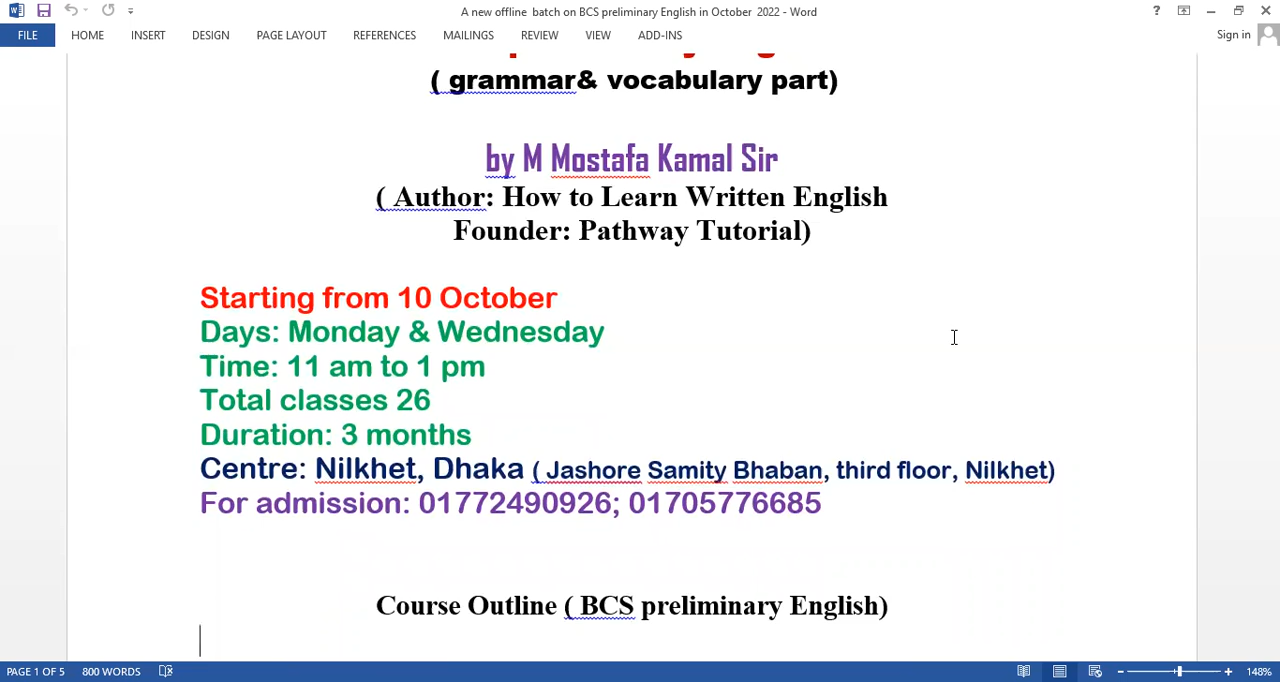 A new offline batch on BCS preliminary English in October 2022 - Word
?
FILE HOME INSERT DESIGN PAGE LAYOUT REFERENCES MAILINGS REVIEW VIEW ADD-INS Sign in
( grammar& vocabulary part)
by M Mostafa Kamal Sir
( Author: How to Learn Written English
Founder: Pathway Tutorial)
Starting from 10 October
Days: Monday & Wednesday
Time: 11 am to 1 pm
Total classes 26
Duration: 3 months
Centre: Nilkhet, Dhaka ( Jashore Samity Bhaban, third floor, Nilkhet)
For admission: 01772490926; 01705776685
Course Outline ( BCS preliminary English)
PAGE 1 OF 5 800 WORDS 148%